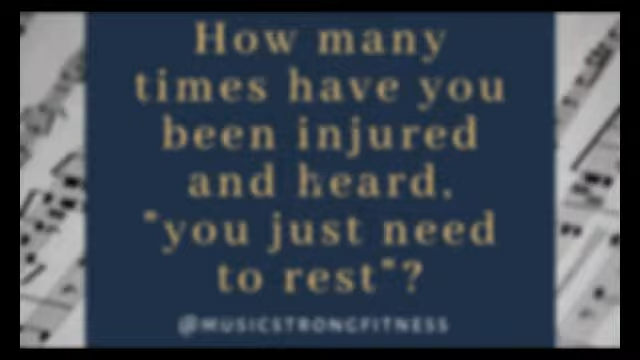 How many
times have you
been injured
and heard,
"you just need
to rest"?
@MUSICSTRONGFITNESS